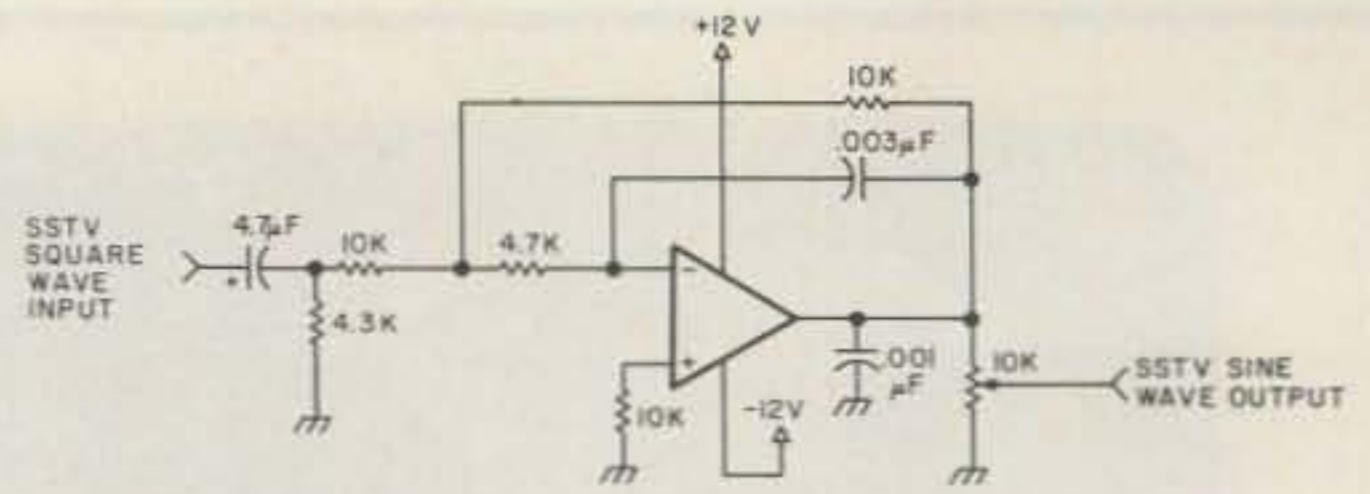 +12V
10K
.003µF
SSTV
SQUARE
WAVE
INPUT
4.7µF
10K
4.7K
+
4.3K
-
+
10K
-12V
.001
µF
10K
SSTV SINE
WAVE OUTPUT